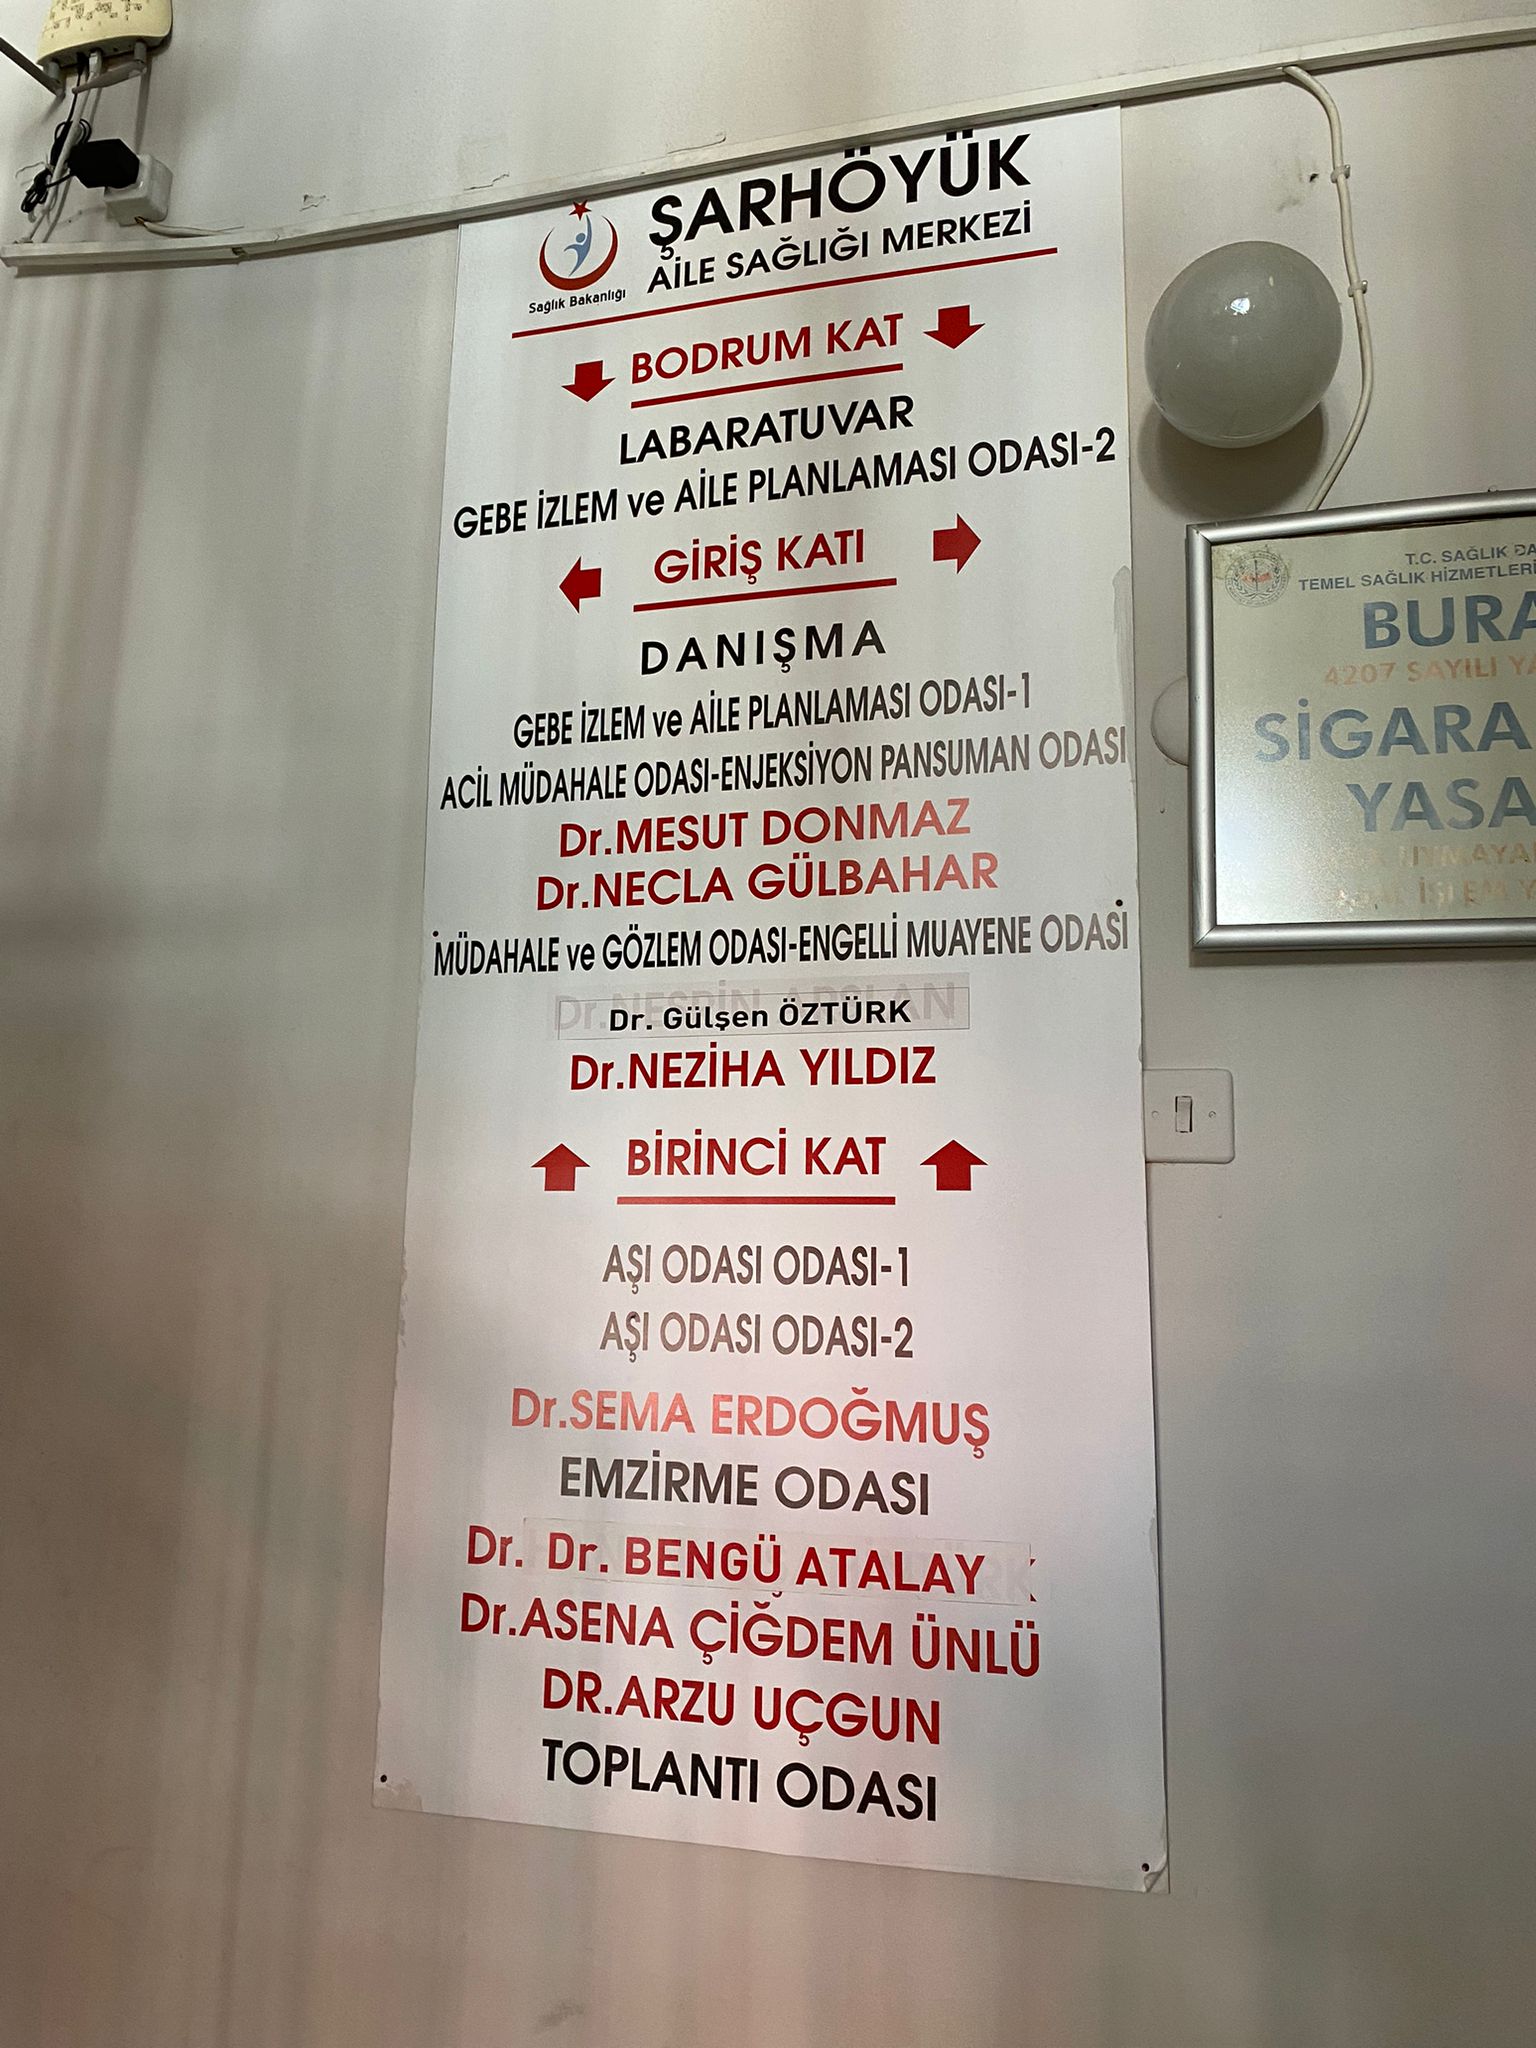 ŞARHÖYÜK
AİLE SAĞLIĞI MERKEZİ
Sağlık Bakanlığı
BODRUM KAT
LABARATUVAR
GEBE İZLEM ve AİLE PLANLAMASI ODASI-2
GİRİŞ KATI
DANIŞMA
GEBE İZLEM ve AİLE PLANLAMASI ODASI-1
ACİL MÜDAHALE ODASI-ENJEKSİYON PANSUMAN ODASI
Dr.MESUT DONMAZ
Dr.NECLA GÜLBAHAR
MÜDAHALE ve GÖZLEM ODASI-ENGELLİ MUAYENE ODASİ
Dr. Gülşen ÖZTÜRK
Dr.NEZİHA YILDIZ
BİRİNCİ KAT
AŞI ODASI ODASI-1
AŞI ODASI ODASI-2
Dr.SEMA ERDOĞMUŞ
EMZİRME ODASI
Dr. Dr. BENGÜ ATALAY
Dr.ASENA ÇİĞDEM ÜNLÜ
DR.ARZU UÇGUN
TOPLANTI ODASI
T.C. SAĞLIK
TEMEL SAĞLIK HİZMETLERİ
BURA
4207 SAYILI
SİGARA
YASA